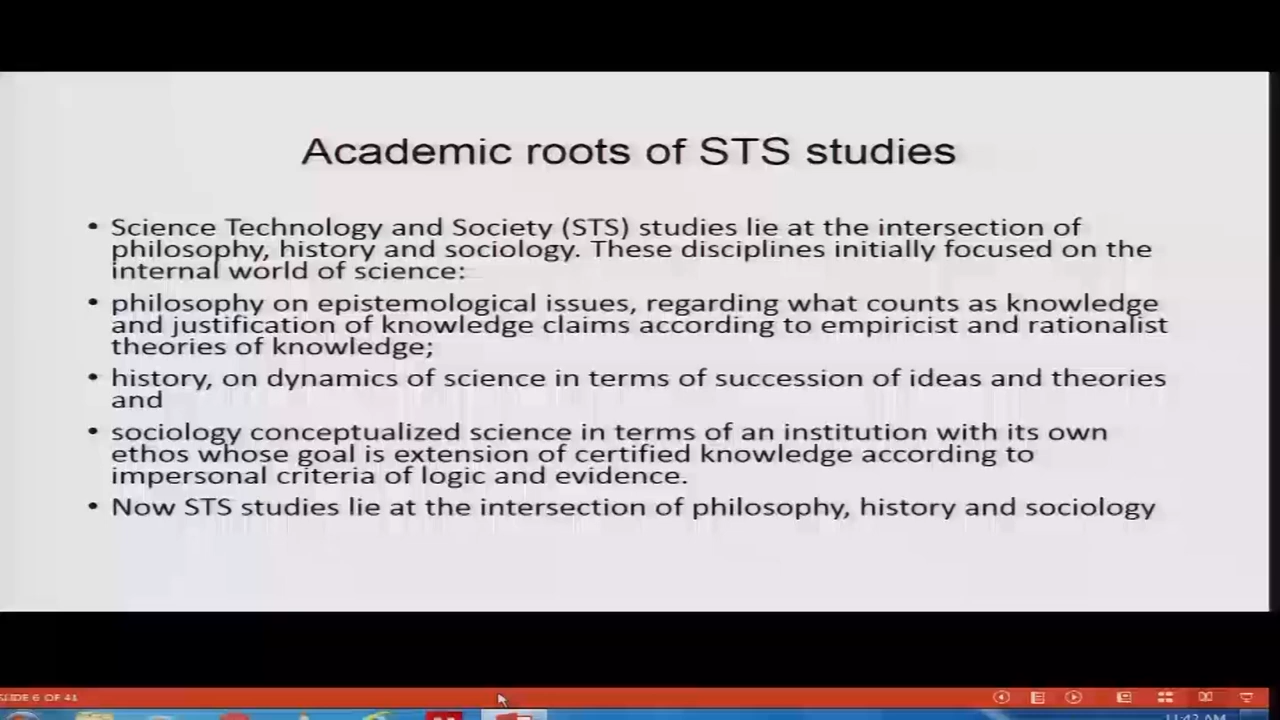 Academic roots of STS studies
• Science Technology and Society (STS) studies lie at the intersection of
philosophy, history and sociology. These disciplines initially focused on the
internal world of science:
• philosophy on epistemological issues, regarding what counts as knowledge
and justification of knowledge claims according to empiricist and rationalist
theories of knowledge;
• history, on dynamics of science in terms of succession of ideas and theories
and
• sociology conceptualized science in terms of an institution with its own
ethos whose goal is extension of certified knowledge according to
impersonal criteria of logic and evidence.
• Now STS studies lie at the intersection of philosophy, history and sociology
SLIDE 6 OF 41
11:42 AM